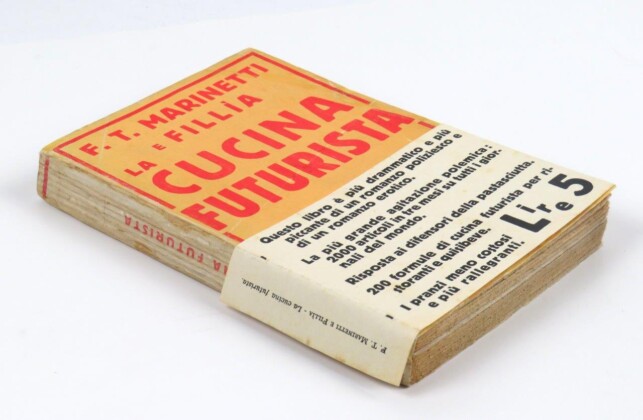 F. T. MARINETTI
E FILLìA
LA
CUCINA
FUTURISTA
Questo libro è più drammatico e più
piccante di un romanzo poliziesco e
di un romanzo erotico.
La più grande agitazione polemica:
2000 articoli in tre mesi su tutti i gior-
nali del mondo.
Risposta ai difensori della pastasciutta.
200 formule di cucina futurista per ri-
storanti e quisibeve.
I pranzi meno costosi
e più rallegranti.
Lire 5
FUTURISTA
F. T. MARINETTI E FILLÌA - La cucina futurista.